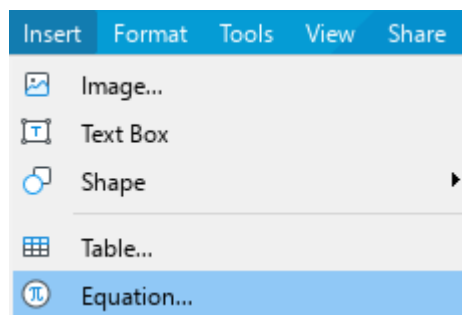 Insert Format Tools View Share
Image...
T Text Box
Shape
Table...
π Equation...